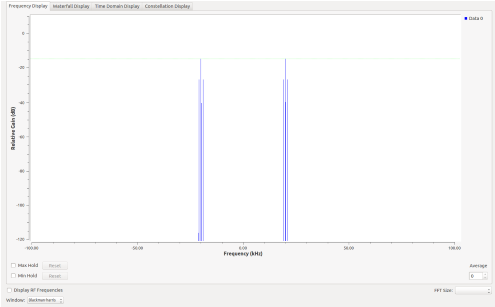 Frequency Display Waterfall Display Time Domain Display Constellation Display
Data 0
0
-20
-40
-60
-80
-100
-120
Relative Gain (dB)
-100.00 50.00 0.00 50.00 100.00
Frequency (kHz)
Max Hold Reset
Average
Min Hold Reset
0
Display RF Frequencies
FFT Size:
Window: Blackman-harris